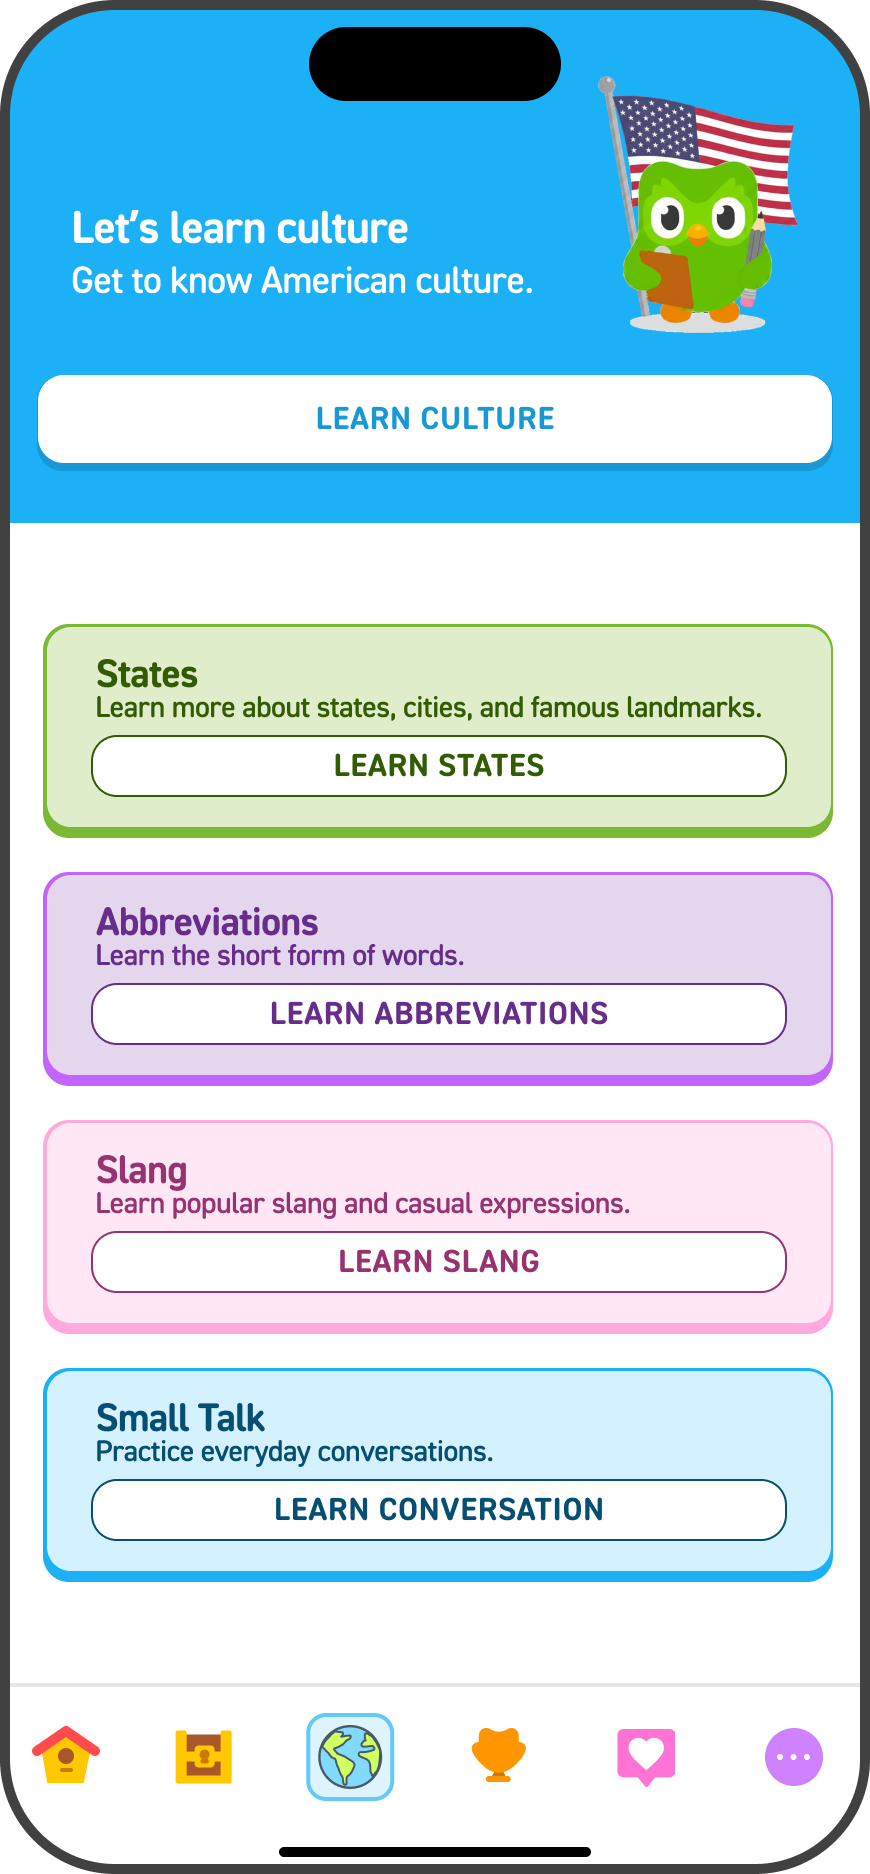 Let's learn culture
Get to know American culture.
LEARN CULTURE
States
Learn more about states, cities, and famous landmarks.
LEARN STATES
Abbreviations
Learn the short form of words.
LEARN ABBREVIATIONS
Slang
Learn popular slang and casual expressions.
LEARN SLANG
Small Talk
Practice everyday conversations.
LEARN CONVERSATION